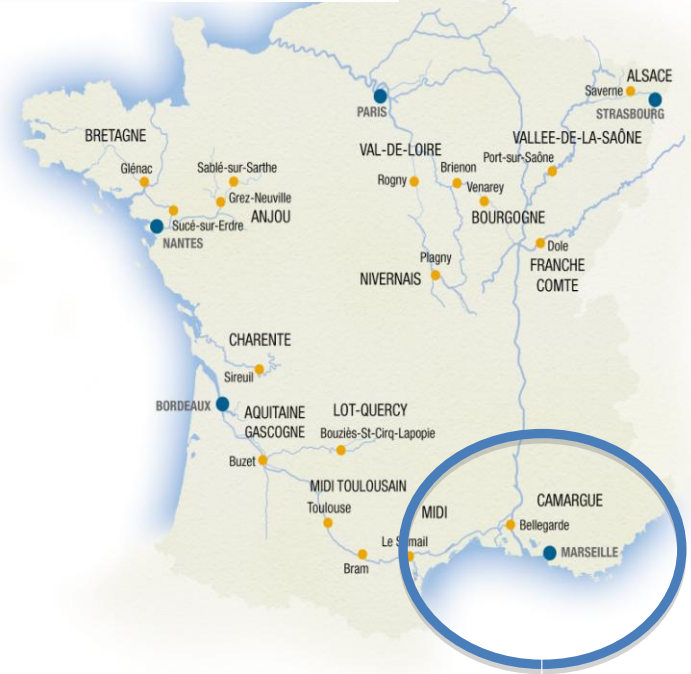 ALSACE
Saverne
STRASBOURG
PARIS
BRETAGNE
VALLEE-DE-LA-SAÔNE
VAL-DE-LOIRE
Port-sur-Saône
Glénac
Sablé-sur-Sarthe
Brienon
Rogny
Venarey
Grez-Neuville
ANJOU
BOURGOGNE
Sucé-sur-Erdre
NANTES
Dole
Plagny
FRANCHE
COMTE
NIVERNAIS
CHARENTE
Sireuil
BORDEAUX
AQUITAINE
GASCOGNE
LOT-QUERCY
Bouziès-St-Cirq-Lapopie
Buzet
MIDI TOULOUSAIN
Toulouse
CAMARGUE
MIDI
Bellegarde
Le
MARSEILLE
Bram